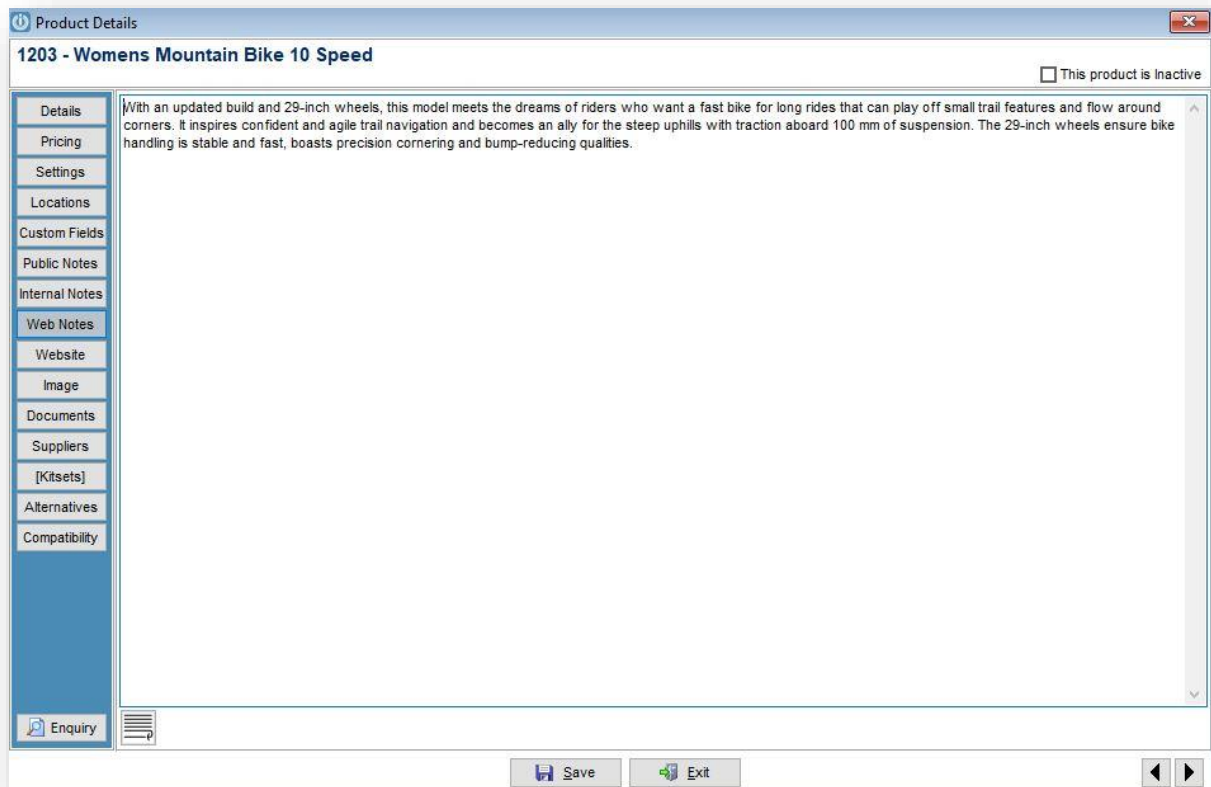 Product Details
1203 - Womens Mountain Bike 10 Speed
This product is Inactive
Details
Pricing
Settings
Locations
Custom Fields
Public Notes
Internal Notes
Web Notes
Website
Image
Documents
Suppliers
[Kitsets]
Alternatives
Compatibility
Enquiry
With an updated build and 29-inch wheels, this model meets the dreams of riders who want a fast bike for long rides that can play off small trail features and flow around
corners. It inspires confident and agile trail navigation and becomes an ally for the steep uphills with traction aboard 100 mm of suspension. The 29-inch wheels ensure bike
handling is stable and fast, boasts precision cornering and bump-reducing qualities.
Save
Exit